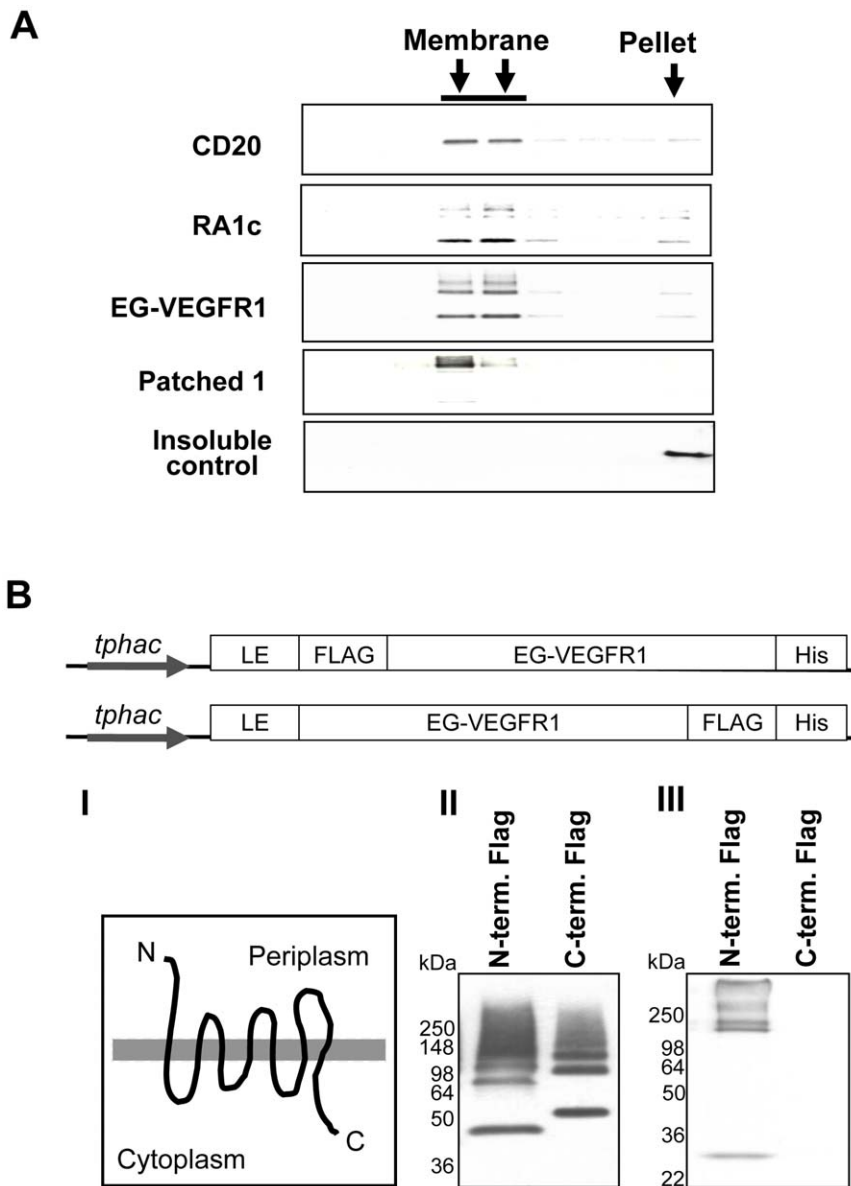 A
Membrane Pellet
CD20
RA1c
EG-VEGFR1
Patched 1
Insoluble
control
B
tphac LE FLAG EG-VEGFR1 His
tphac LE EG-VEGFR1 FLAG His
I
N
Periplasm
Cytoplasm
C
II
N-term. Flag
C-term. Flag
kDa
250
148
98
64
50
36
III
N-term. Flag
C-term. Flag
kDa
250
98
64
50
36
22